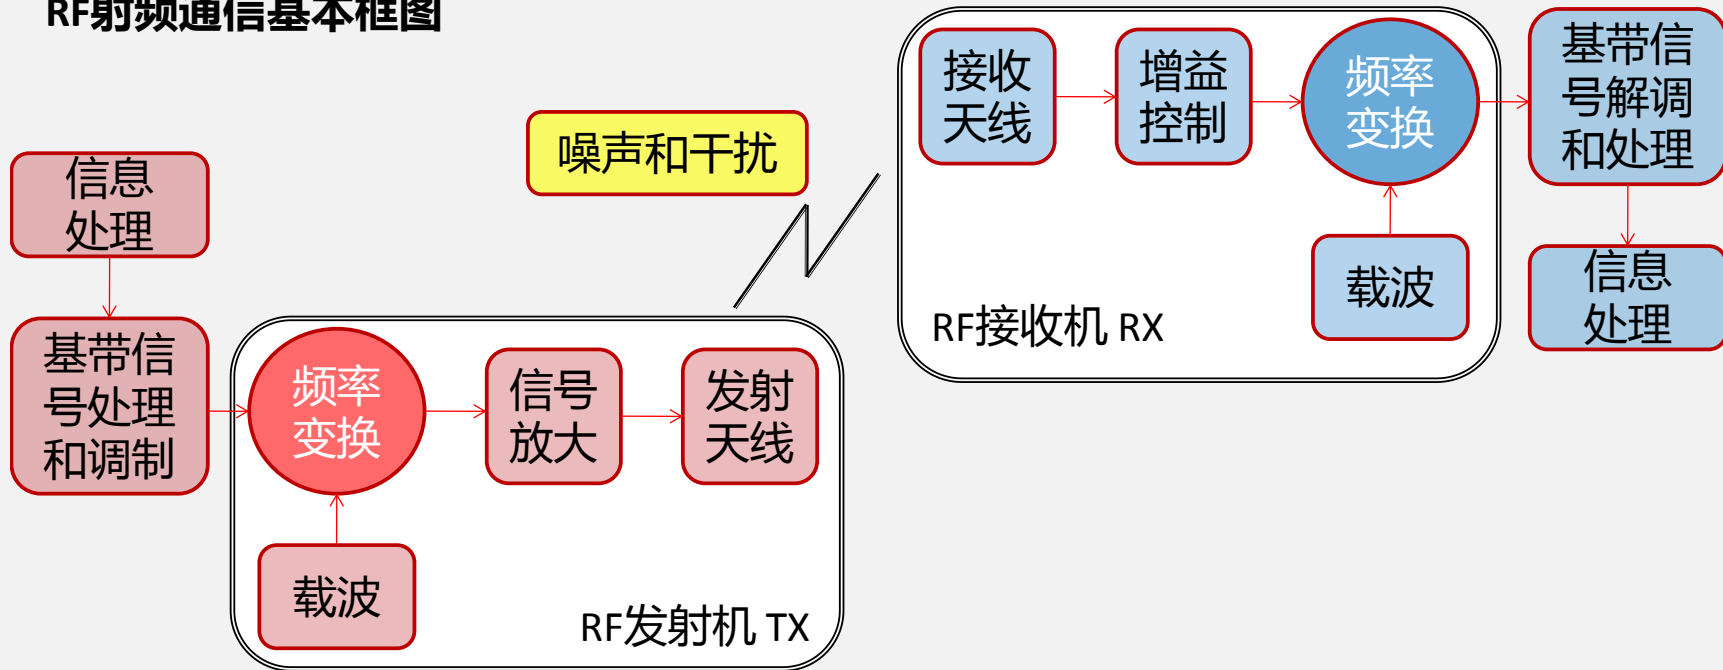 RF射频通信基本框图
信息
处理
基带信
号处理
和调制
频率
变换
载波
信号
放大
发射
天线
RF发射机 TX
噪声和干扰
接收
天线
增益
控制
频率
变换
载波
RF接收机 RX
基带信
号解调
和处理
信息
处理